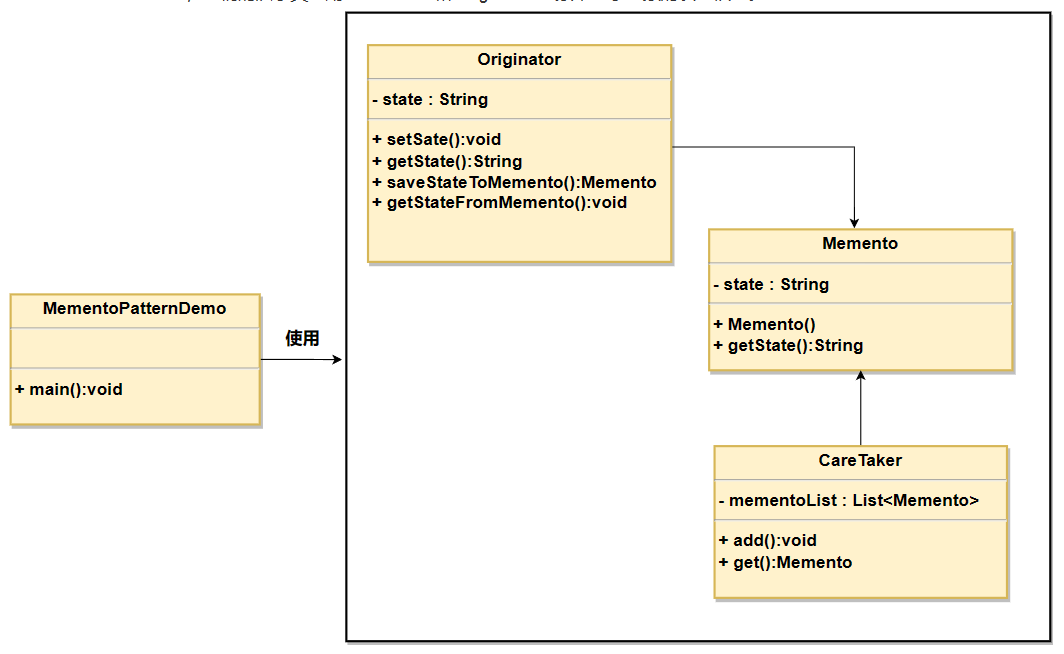 Originator
- state : String
+ setSate():void
+ getState():String
+ saveStateToMemento():Memento
+ getStateFromMemento():void
Memento
- state : String
+ Memento()
+ getState():String
MementoPatternDemo
+ main():void
使用
CareTaker
- mementoList : List<Memento>
+ add():void
+ get():Memento